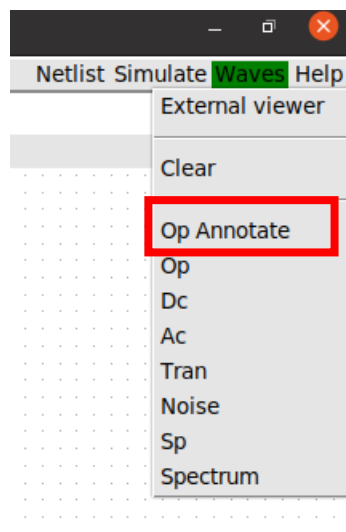 Netlist Simulate Waves Help
External viewer
Clear
Op Annotate
Op
Dc
Ac
Tran
Noise
Sp
Spectrum